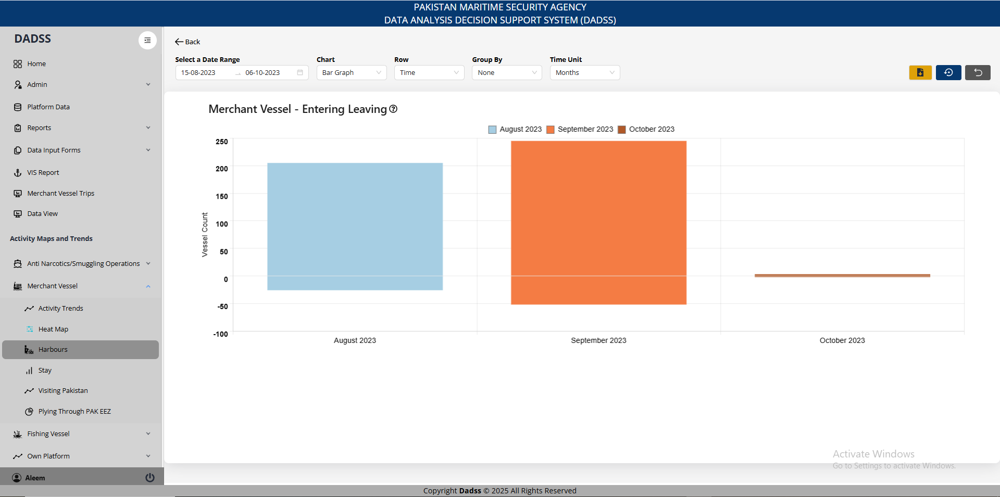 PAKISTAN MARITIME SECURITY AGENCY
DATA ANALYSIS DECISION SUPPORT SYSTEM (DADSS)
DADSS
Home
Admin
Platform Data
Reports
Data Input Forms
VIS Report
Merchant Vessel Trips
Data View
Activity Maps and Trends
Anti Narcotics/Smuggling Operations
Merchant Vessel
Activity Trends
Heat Map
Harbours
Stay
Visiting Pakistan
Plying Through PAK EEZ
Fishing Vessel
Own Platform
Aleem
Back
Select a Date Range Chart Row Group By Time Unit
15-08-2023 → 06-10-2023 Bar Graph Time None Months
Merchant Vessel - Entering Leaving
August 2023 September 2023 October 2023
Vessel Count
250
200
150
100
50
0
-50
-100
August 2023 September 2023 October 2023
Activate Windows
Go to Settings to activate Windows.
Copyright Dadss © 2025 All Rights Reserved